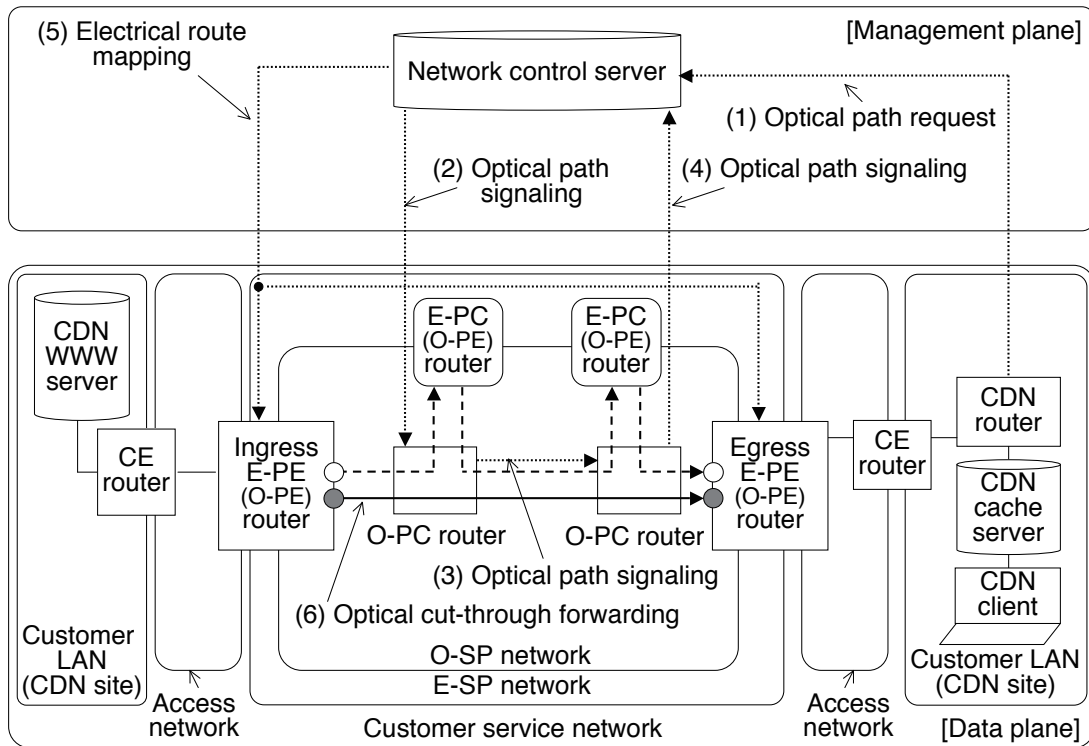 (5) Electrical route
mapping
[Management plane]
Network control server
(1) Optical path request
(2) Optical path
signaling
(4) Optical path signaling
CDN
WWW
server
CE
router
Ingress
E-PE
(O-PE)
router
E-PC
(O-PE)
router
E-PC
(O-PE)
router
O-PC router
O-PC router
Egress
E-PE
(O-PE)
router
CE
router
CDN
router
CDN
cache
server
CDN
client
(3) Optical path signaling
(6) Optical cut-through forwarding
Customer
LAN
(CDN site)
Access
network
O-SP network
E-SP network
Customer service network
Access
network
Customer LAN
(CDN site)
[Data plane]